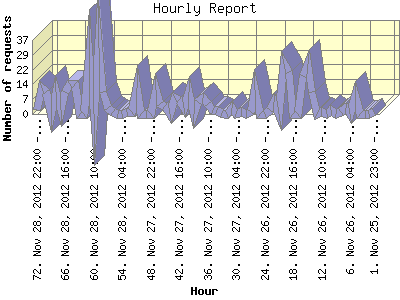 Hourly Report
Number of requests
37
29
22
14
7
0
72. Nov 28, 2012 22:00 -...
66. Nov 28, 2012 16:00 -...
60. Nov 28, 2012 10:00 -...
54. Nov 28, 2012 04:00 -...
48. Nov 27, 2012 22:00 -...
42. Nov 27, 2012 16:00 -...
36. Nov 27, 2012 10:00 -...
30. Nov 27, 2012 04:00 -...
24. Nov 26, 2012 22:00 -...
18. Nov 26, 2012 16:00 -...
12. Nov 26, 2012 10:00 -...
6. Nov 26, 2012 04:00 -...
1. Nov 25, 2012 23:00 -...
Hour